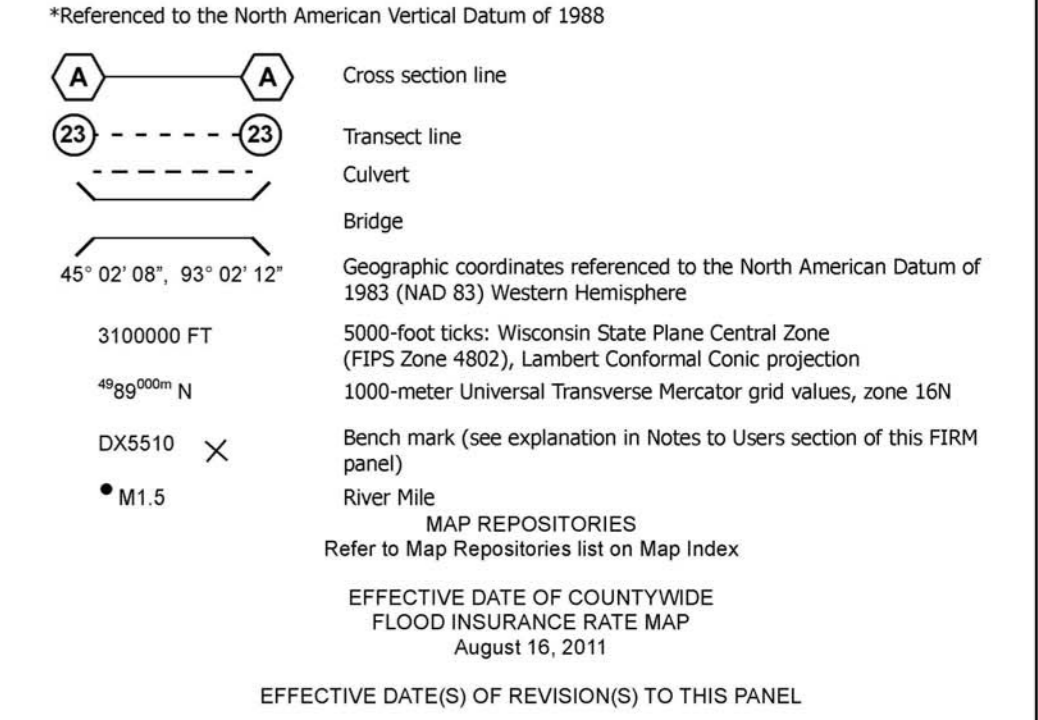 *Referenced to the North American Vertical Datum of 1988
A A Cross section line
23 23 Transect line
Culvert
Bridge
45° 02' 08", 93° 02' 12" Geographic coordinates referenced to the North American Datum of
1983 (NAD 83) Western Hemisphere
3100000 FT 5000-foot ticks: Wisconsin State Plane Central Zone
(FIPS Zone 4802), Lambert Conformal Conic projection
4989000m N 1000-meter Universal Transverse Mercator grid values, zone 16N
DX5510 Bench mark (see explanation in Notes to Users section of this FIRM
panel)
M1.5 River Mile
MAP REPOSITORIES
Refer to Map Repositories list on Map Index
EFFECTIVE DATE OF COUNTYWIDE
FLOOD INSURANCE RATE MAP
August 16, 2011
EFFECTIVE DATE(S) OF REVISION(S) TO THIS PANEL